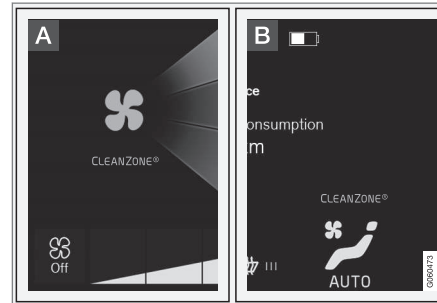 A
CLEANZONE®
Off
B
ce
onsumption
m
CLEANZONE®
AUTO
G060473